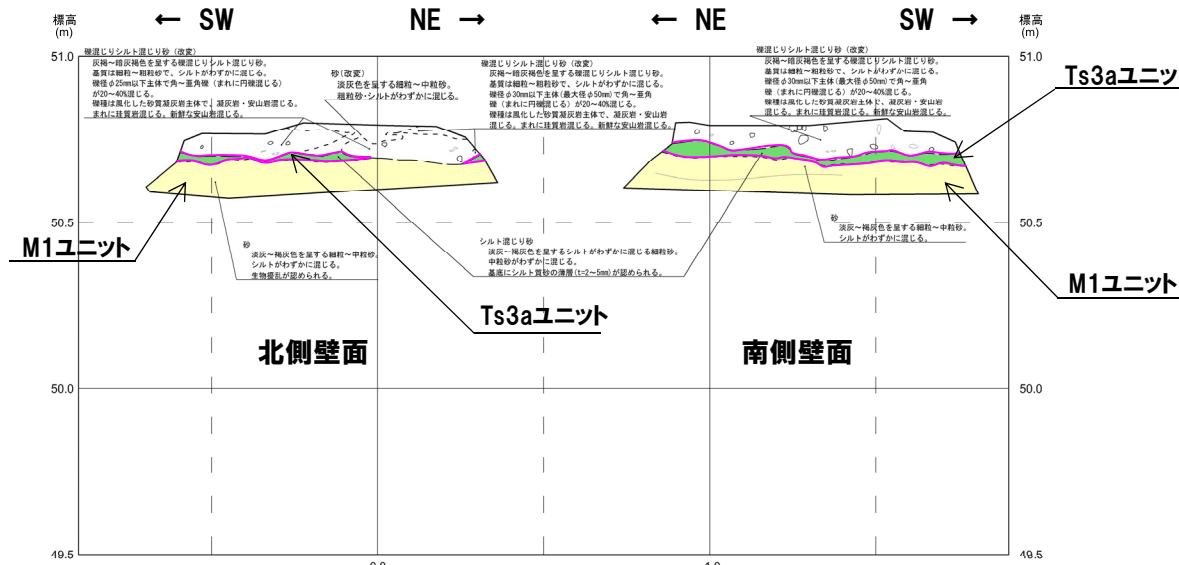 ← SW
NE →
← NE
SW →
標高
(m)
標高
(m)
51.0
51.0
50.5
50.5
50.0
50.0
49.5
49.5
礫混じりシルト混じり砂（改変）
灰褐～暗灰褐色を呈する礫混じりシルト混じり砂。
基質は細粒～粗粒砂で、シルトがわずかに混じる。
礫径φ25mm以下主体で角～亜角礫（まれに円礫混じる）
が20～40%混じる。
礫種は風化した砂質凝灰岩主体で、凝灰岩・安山岩混じる。
まれに珪質岩混じる。新鮮な安山岩混じる。
砂（改変）
淡灰色を呈する細粒～中粒砂。
粗粒砂・シルトがわずかに混じる。
礫混じりシルト混じり砂（改変）
灰褐～暗灰褐色を呈する礫混じりシルト混じり砂。
基質は細粒～粗粒砂で、シルトがわずかに混じる。
礫径φ30mm以下主体（最大径φ50mm）で角～亜角
礫（まれに円礫混じる）が20～40%混じる。
礫種は風化した砂質凝灰岩主体で、凝灰岩・安山岩
混じる。まれに珪質岩混じる。新鮮な安山岩混じる。
礫混じりシルト混じり砂（改変）
灰褐～暗灰褐色を呈する礫混じりシルト混じり砂。
基質は細粒～粗粒砂で、シルトがわずかに混じる。
礫径φ30mm以下主体（最大径φ50mm）で角～亜角
礫（まれに円礫混じる）が20～40%混じる。
礫種は風化した砂質凝灰岩主体で、凝灰岩・安山岩
混じる。まれに珪質岩混じる。新鮮な安山岩混じる。
Ts3aユニッ
M1ユニット
砂
淡灰～褐灰色を呈する細粒～中粒砂。
シルトがわずかに混じる。
生物擾乱が認められる。
シルト混じり砂
淡灰～褐灰色を呈するシルトがわずかに混じる細粒砂。
中粒砂がわずかに混じる。
基底にシルト質砂の薄層(t=2～5mm)が認められる。
砂
淡灰～褐灰色を呈する細粒～中粒砂。
シルトがわずかに混じる。
M1ユニット
Ts3aユニット
北側壁面
南側壁面